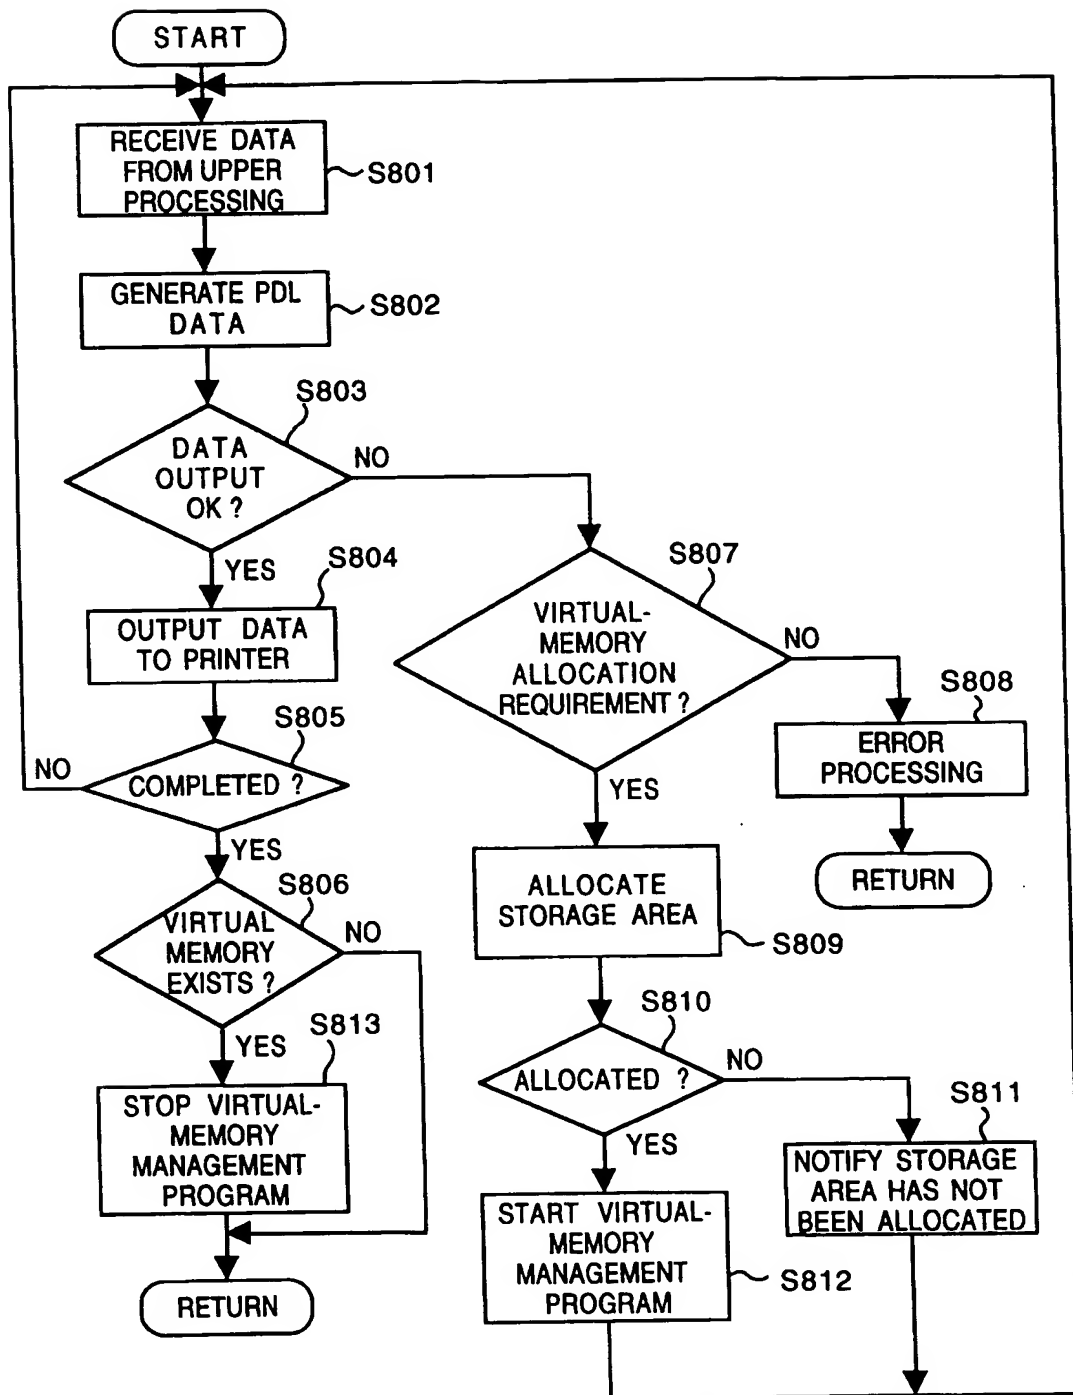 START
RECEIVE DATA
FROM UPPER
PROCESSING
S801
GENERATE PDL
DATA
S802
S803
DATA
OUTPUT
OK ?
NO
YES
S804
OUTPUT DATA
TO PRINTER
S805
COMPLETED ?
NO
YES
S806
VIRTUAL
MEMORY
EXISTS ?
NO
YES
S813
STOP VIRTUAL-
MEMORY
MANAGEMENT
PROGRAM
RETURN
S807
VIRTUAL-
MEMORY
ALLOCATION
REQUIREMENT ?
NO
YES
S808
ERROR
PROCESSING
RETURN
ALLOCATE
STORAGE AREA
S809
S810
ALLOCATED ?
NO
YES
S811
NOTIFY STORAGE
AREA HAS NOT
BEEN ALLOCATED
START VIRTUAL-
MEMORY
MANAGEMENT
PROGRAM
S812